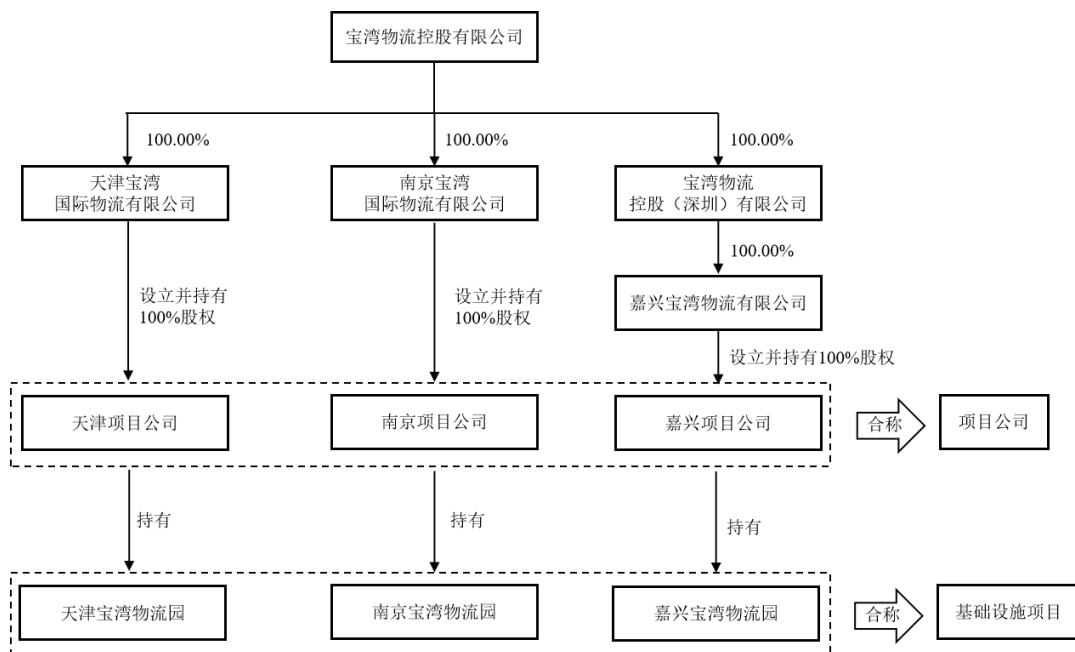 宝湾物流控股有限公司
100.00%
100.00%
100.00%
天津宝湾
国际物流有限公司
南京宝湾
国际物流有限公司
宝湾物流
控股（深圳）有限公司
100.00%
设立并持有
100%股权
设立并持有
100%股权
嘉兴宝湾物流有限公司
设立并持有100%股权
天津项目公司
南京项目公司
嘉兴项目公司
合称
项目公司
持有
持有
持有
天津宝湾物流园
南京宝湾物流园
嘉兴宝湾物流园
合称
基础设施项目